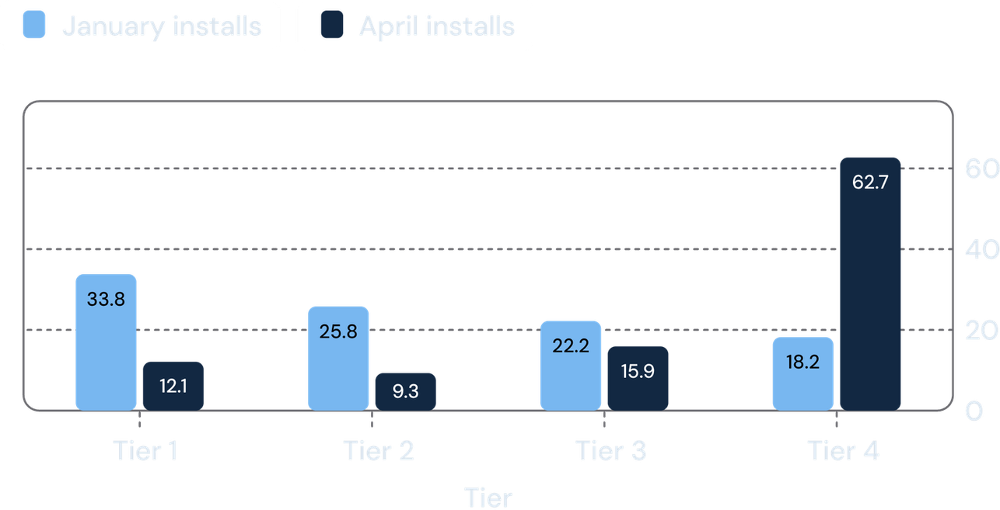 January installs April installs
60
40
20
0
33.8 12.1 25.8 9.3 22.2 15.9 18.2 62.7
Tier 1 Tier 2 Tier 3 Tier 4
Tier